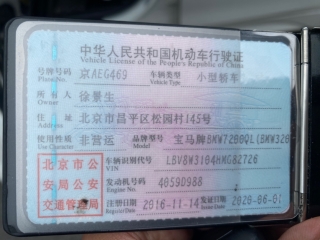 中华人民共和国机动车行驶证
Vehicle License of the People's Republic of China
号牌号码 京AEG469 车辆类型 小型轿车
Plate No. Vehicle Type
所有人 徐景生
Owner
住址 北京市昌平区松园村145号
Address
使用性质 非营运 品牌型号 宝马牌BMW7200QL(BMW320
Use Character Model
北京市公 车辆识别代号 LBV8W3104HMG82726
VIN
安局公安 发动机号码 4059D988
Engine No.
交通管理局 注册日期 2016-11-14 发证日期
Register Date Issue Date